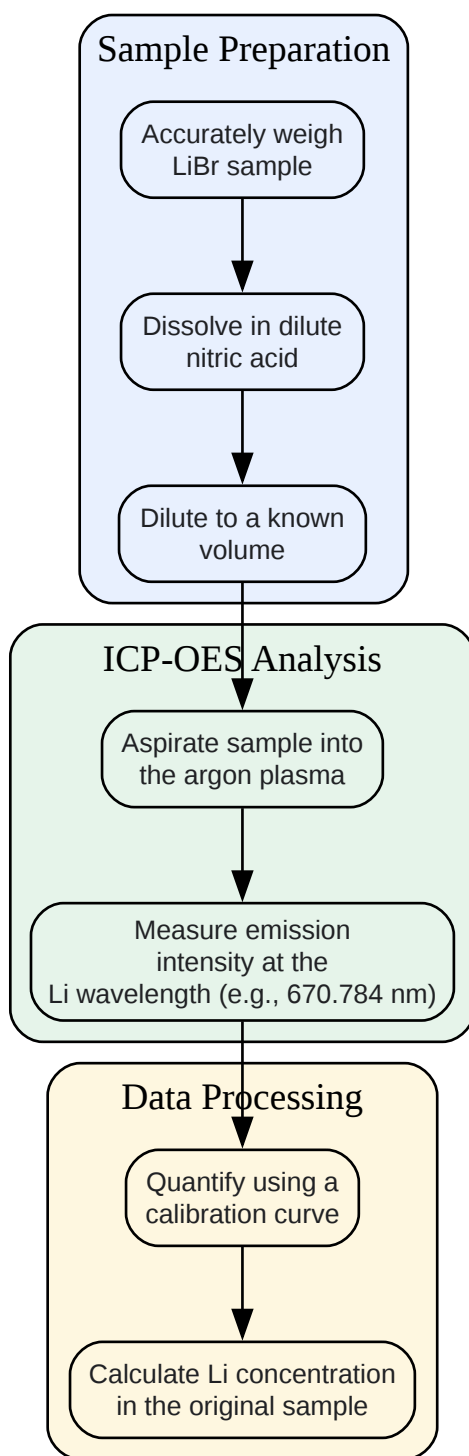 Sample Preparation
Accurately weigh
LiBr sample
Dissolve in dilute
nitric acid
Dilute to a known
volume
ICP-OES Analysis
Aspirate sample into
the argon plasma
Measure emission
intensity at the
Li wavelength (e.g., 670.784 nm)
Data Processing
Quantify using a
calibration curve
Calculate Li concentration
in the original sample